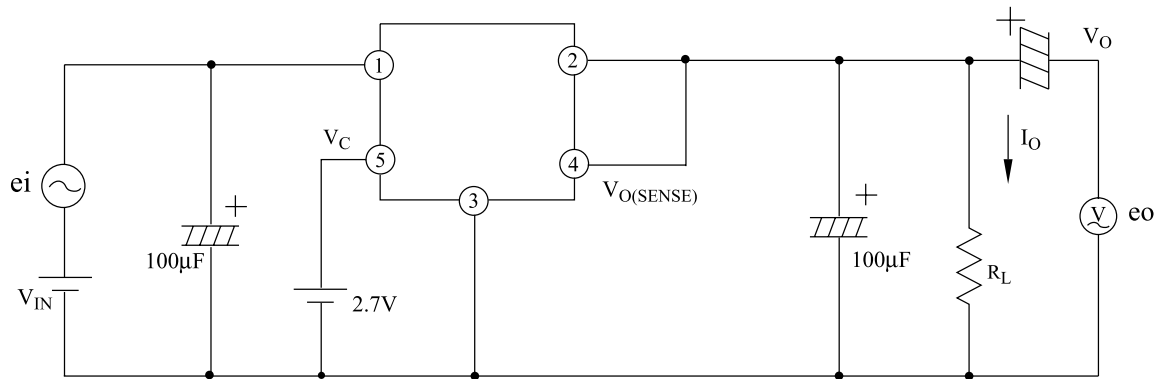 V_O
1
2
V_C
I_O
5
4
ei
V_O(SENSE)
3
V
eo
100μF
100μF
R_L
V_IN
2.7V